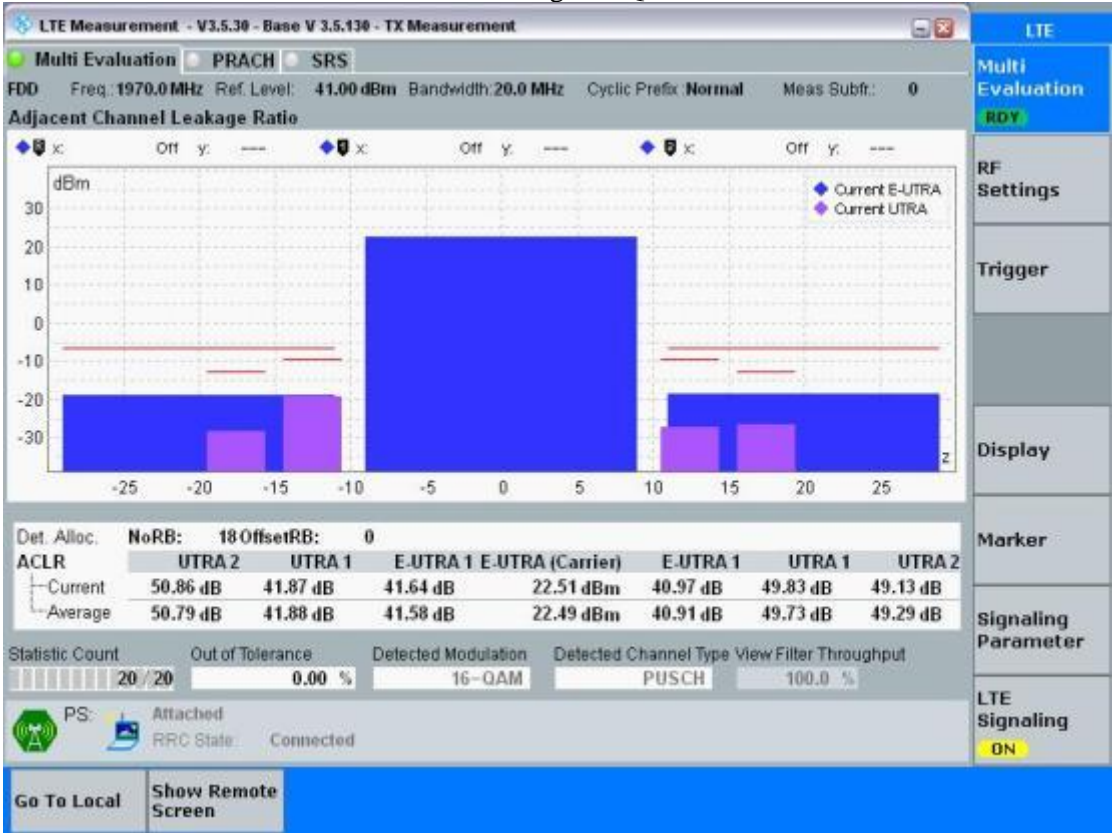 LTE Measurement - V3.5.30 - Base V 3.5.130 - TX Measurement
LTE
Multi Evaluation PRACH SRS
Multi
Evaluation
RDY
FDD Freq.: 1970.0 MHz Ref. Level: 41.00 dBm Bandwidth: 20.0 MHz Cyclic Prefix: Normal Meas Subfr.: 0
Adjacent Channel Leakage Ratio
x: Off y: --- x: Off y: --- x: Off y: ---
dBm
Current E-UTRA
Current UTRA
30
20
10
0
-10
-20
-30
z
-25 -20 -15 -10 -5 0 5 10 15 20 25
RF
Settings
Trigger
Display
Marker
Signaling
Parameter
LTE
Signaling
ON
Det. Alloc. NoRB: 18 OffsetRB: 0
ACLR UTRA 2 UTRA 1 E-UTRA 1 E-UTRA (Carrier) E-UTRA 1 UTRA 1 UTRA 2
Current 50.86 dB 41.87 dB 41.64 dB 22.51 dBm 40.97 dB 49.83 dB 49.13 dB
Average 50.79 dB 41.88 dB 41.58 dB 22.49 dBm 40.91 dB 49.73 dB 49.29 dB
Statistic Count Out of Tolerance Detected Modulation Detected Channel Type View Filter Throughput
20 / 20 0.00 % 16-QAM PUSCH 100.0 %
PS: Attached
RRC State: Connected
Go To Local Show Remote
Screen